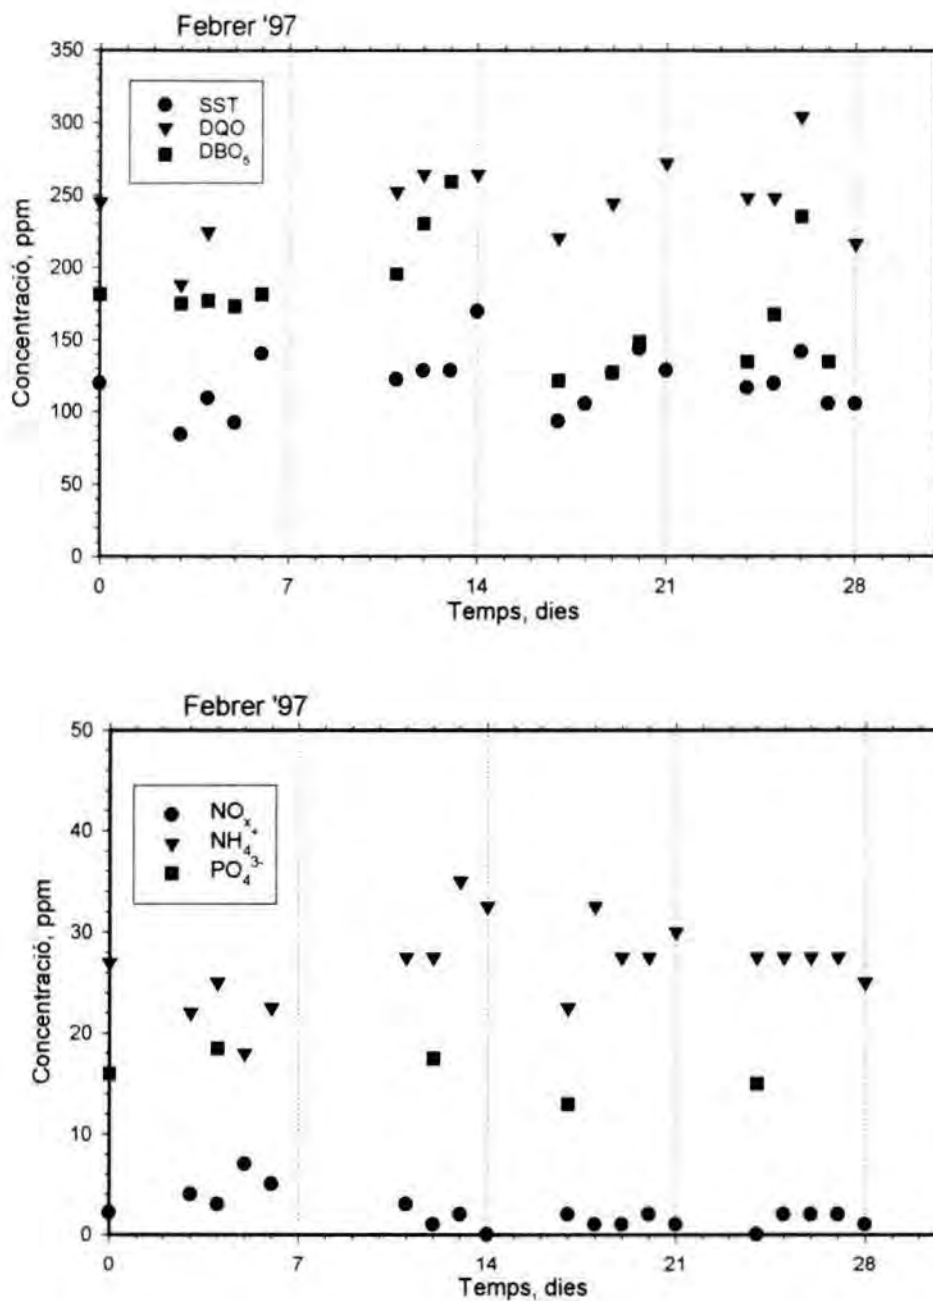 Febrer '97
350
300
250
200
150
100
50
0
Concentració, ppm
SST
DQO
DBO₅
0 7 14 21 28
Temps, dies
Febrer '97
50
40
30
20
10
0
Concentració, ppm
NOₓ
NH₄⁺
PO₄³⁻
0 7 14 21 28
Temps, dies